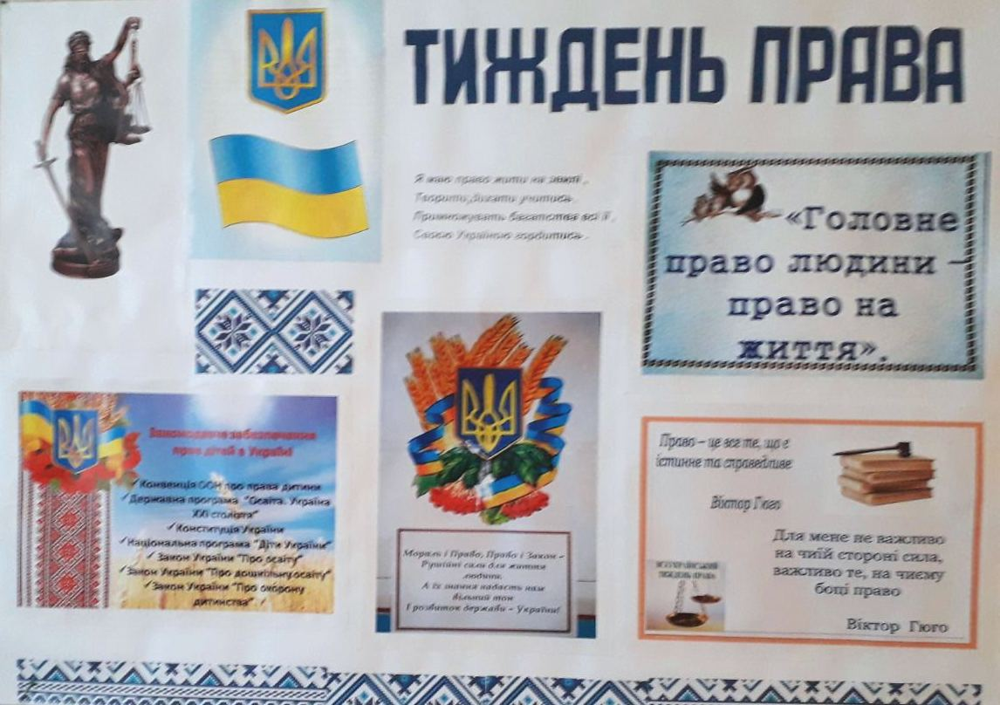 ТИЖДЕНЬ ПРАВА
Я маю право жити на землі,
Творити, дихати учитись.
Примножувать багатства всі її,
Своєю Україною гордитись.
«Головне
право людини –
право на
життя».
Законодавче забезпечення
прав дітей в Україні
✓Конвенція ООН про права дитини
✓Державна програма "Освіта. Україна
XXI століття"
✓Конституція України
✓Національна програма "Діти України"
✓Закон України "Про освіту"
✓Закон України "Про дошкільну освіту"
✓Закон України "Про охорону
дитинства"
Мораль і Право, Право і Закон –
Рушійні сили для життя
людини.
А їх знання надасть нам
вільний тон
І розвиток держави – України!
Право – це все те, що є
істинне та справедливе
Віктор Гюго
Для мене не важливо
на чиїй стороні сила,
важливо те, на чиєму
боці право
Віктор Гюго
ВСЕУКРАЇНСЬКИЙ
ТИЖДЕНЬ ПРАВА